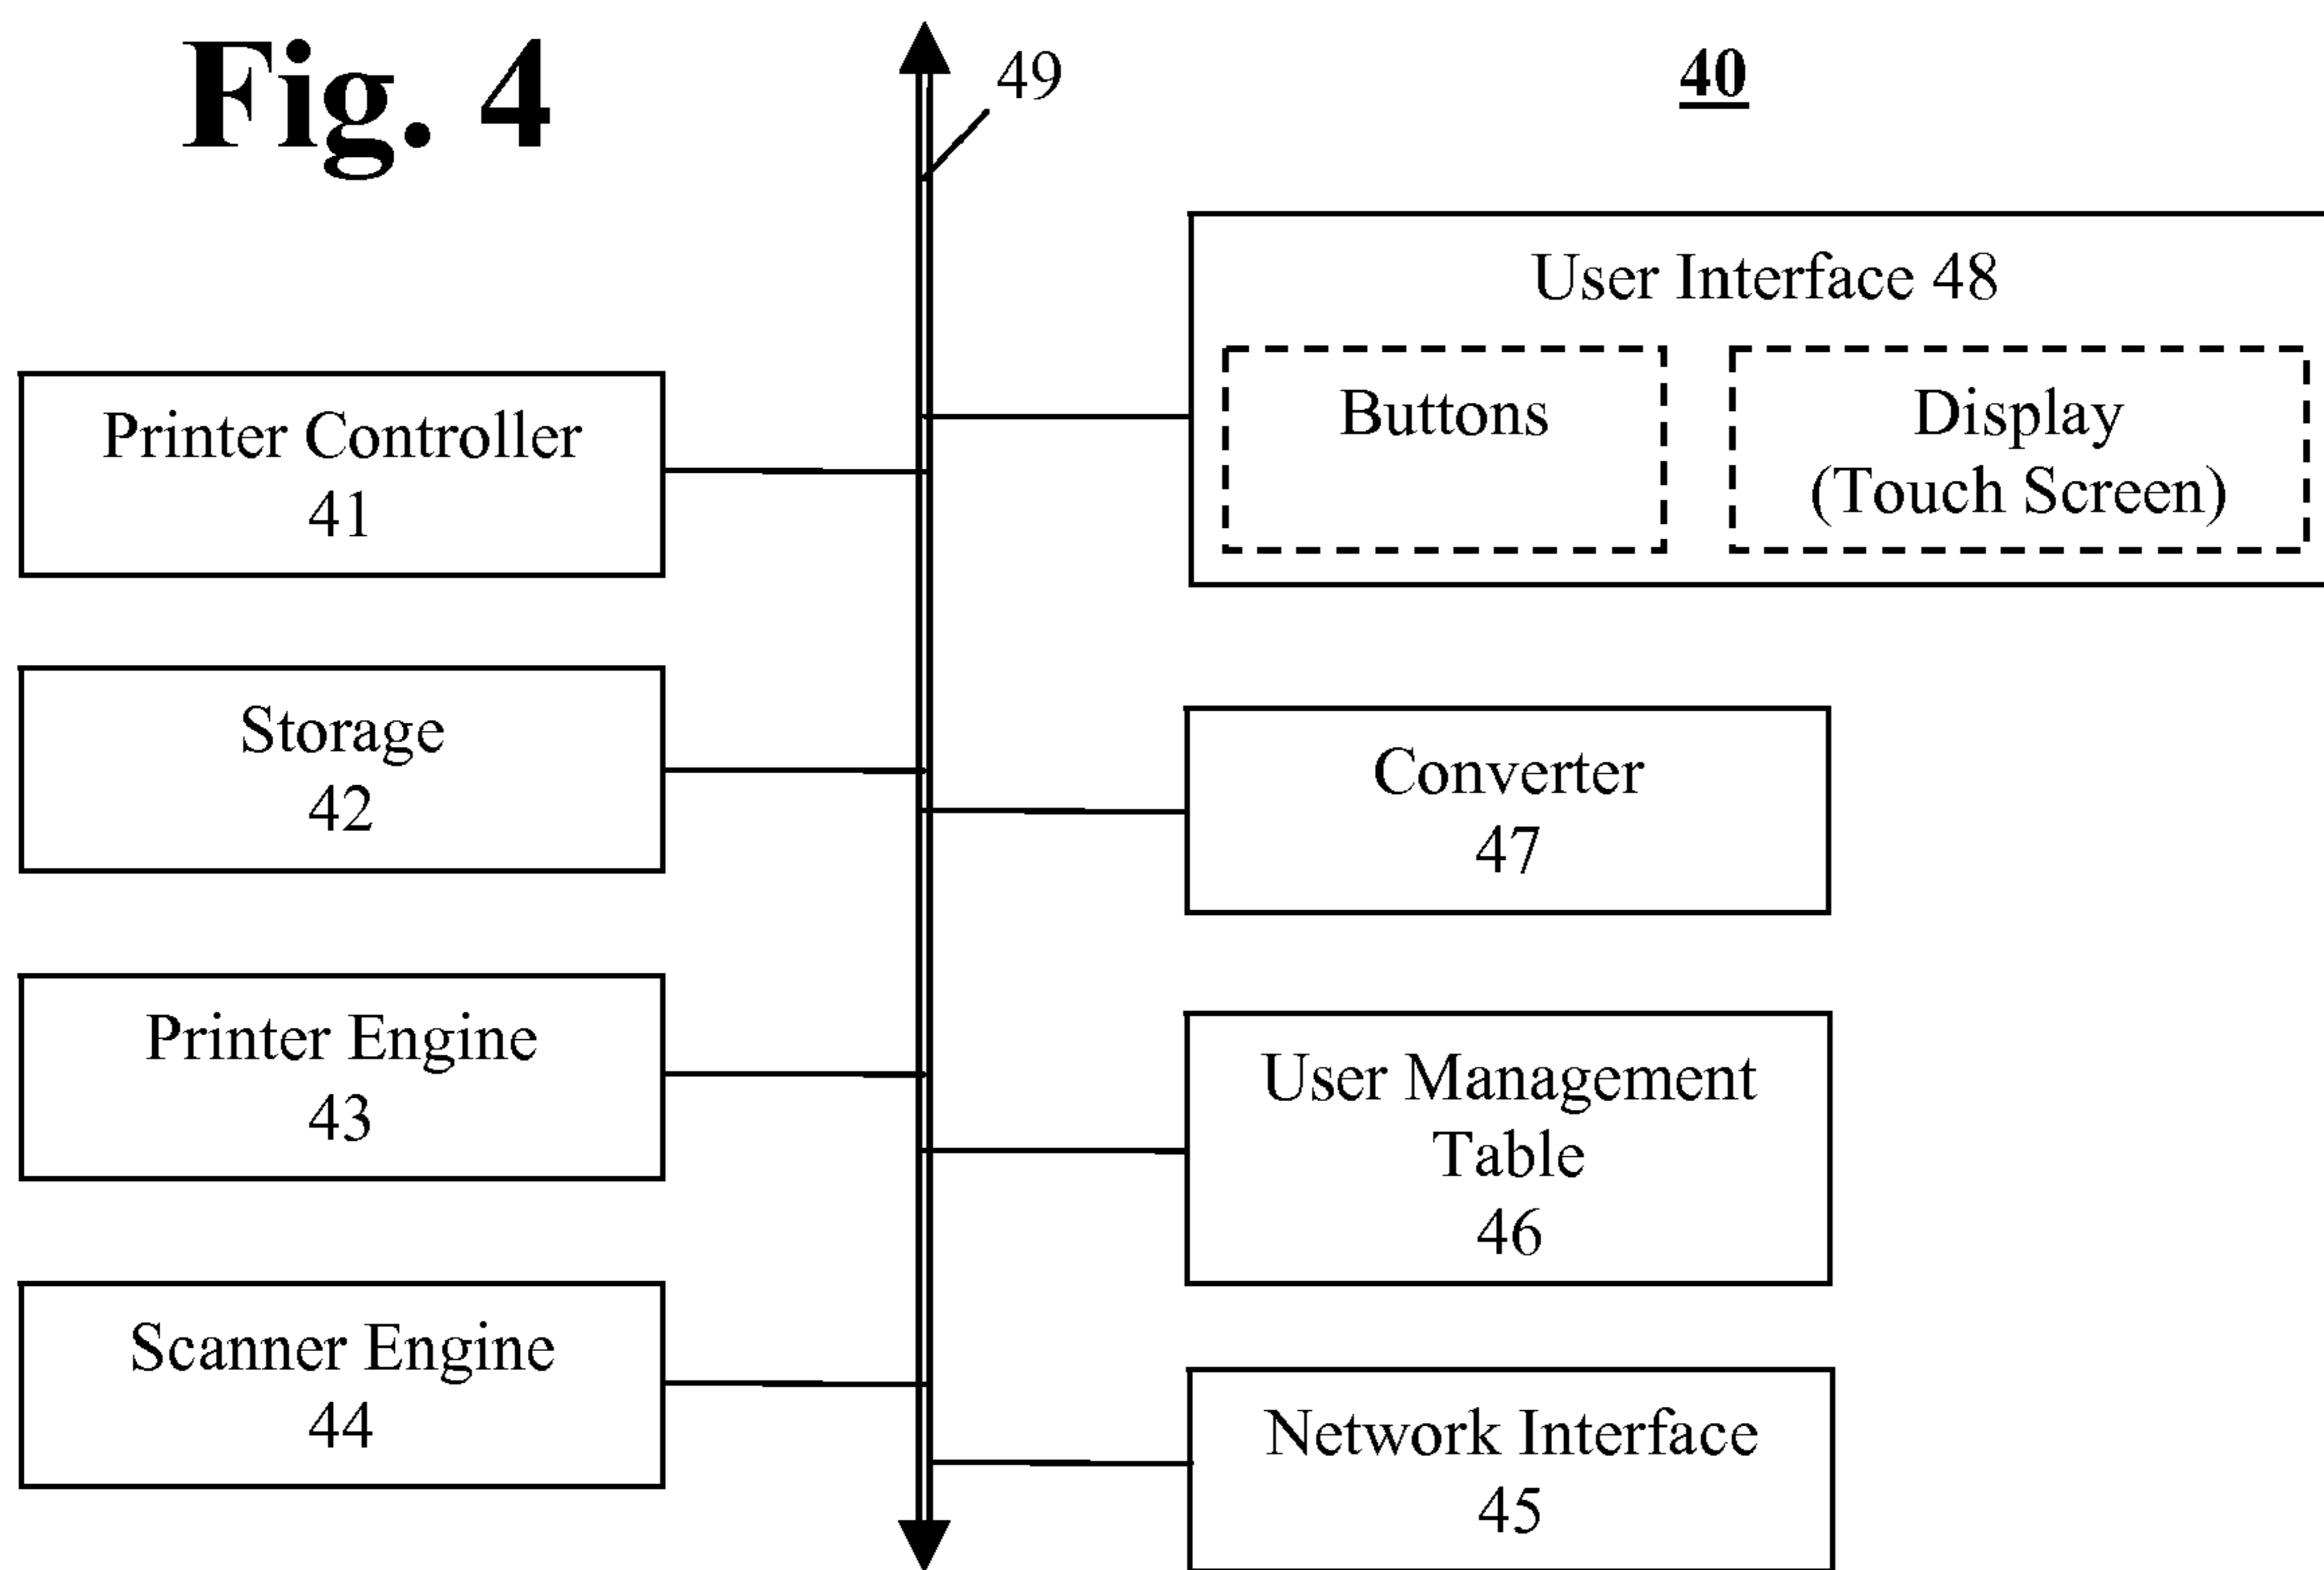 Fig. 4
49
40
User Interface 48
Buttons
Display
(Touch Screen)
Printer Controller
41
Storage
42
Converter
47
Printer Engine
43
User Management
Table
46
Scanner Engine
44
Network Interface
45